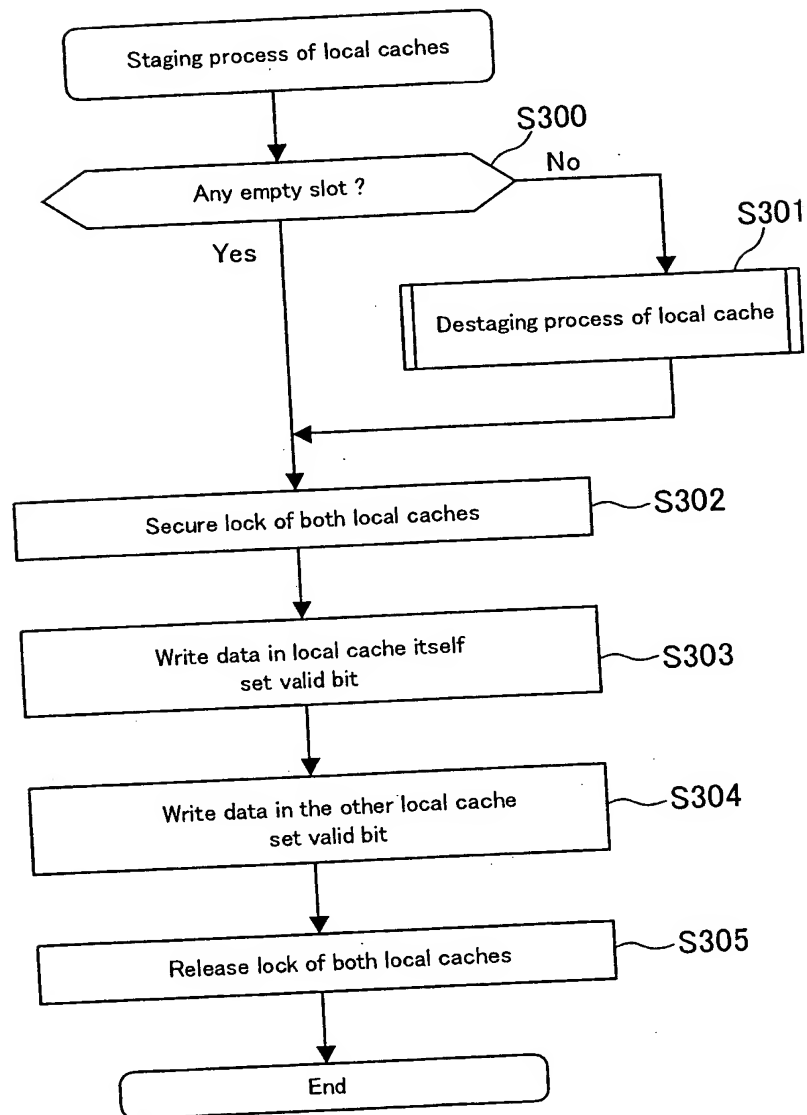 Staging process of local caches
S300
Any empty slot ?
No
Yes
S301
Destaging process of local cache
Secure lock of both local caches
S302
Write data in local cache itself
set valid bit
S303
Write data in the other local cache
set valid bit
S304
Release lock of both local caches
S305
End